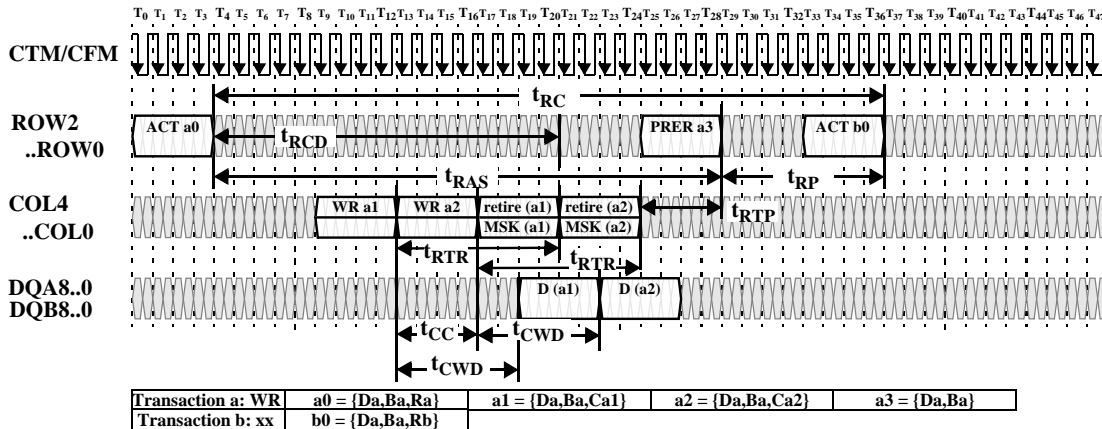 T0 T1 T2 T3 T4 T5 T6 T7 T8 T9 T10 T11 T12 T13 T14 T15 T16 T17 T18 T19 T20 T21 T22 T23 T24 T25 T26 T27 T28 T29 T30 T31 T32 T33 T34 T35 T36 T37 T38 T39 T40 T41 T42 T43 T44 T45 T46 T47
CTM/CFM
tRC
ROW2
..ROW0
ACT a0
PRER a3
ACT b0
tRCD
tRAS
tRP
COL4
..COL0
WR a1
WR a2
retire (a1)
retire (a2)
MSK (a1)
MSK (a2)
tRTP
tRTR
tRTR
DQA8..0
DQB8..0
D (a1)
D (a2)
tCC
tCWD
tCWD
Transaction a: WR a0 = {Da,Ba,Ra} a1 = {Da,Ba,Ca1} a2 = {Da,Ba,Ca2} a3 = {Da,Ba}
Transaction b: xx b0 = {Da,Ba,Rb}